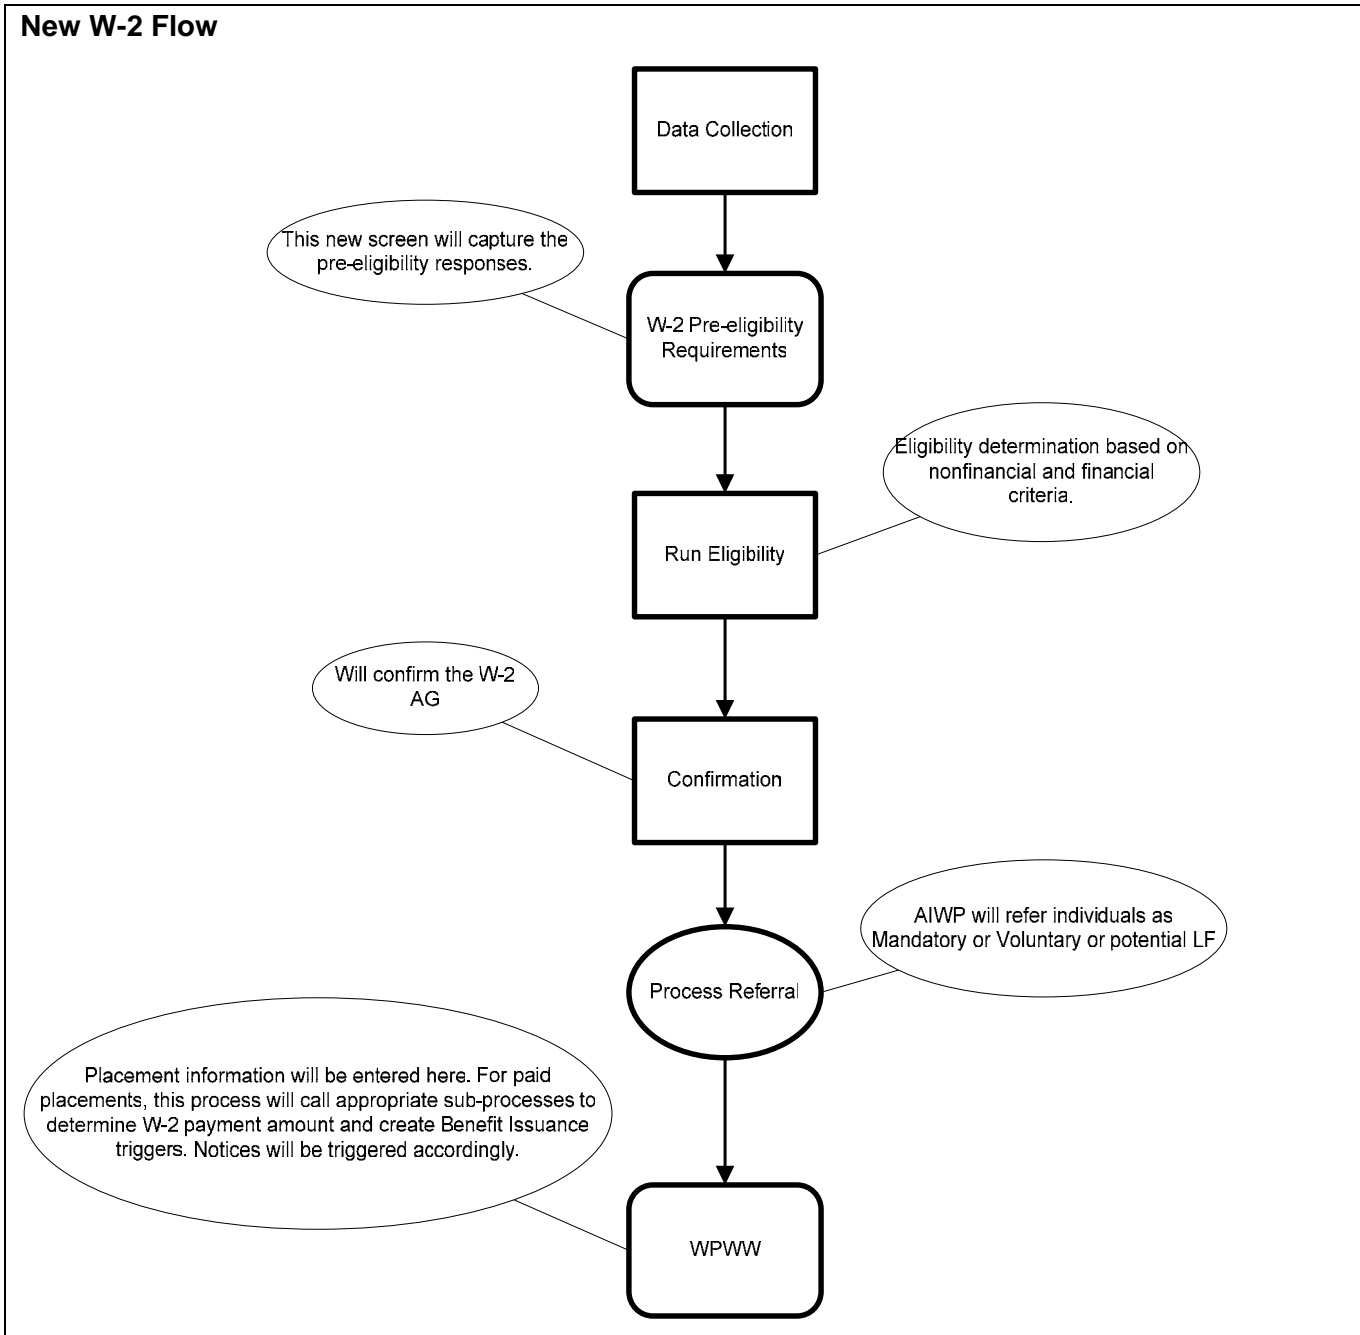 New W-2 Flow
Data Collection
This new screen will capture the
pre-eligibility responses.
W-2 Pre-eligibility
Requirements
Eligibility determination based on
nonfinancial and financial
criteria.
Run Eligibility
Will confirm the W-2
AG
Confirmation
AIWP will refer individuals as
Mandatory or Voluntary or potential LF
Process Referral
Placement information will be entered here. For paid
placements, this process will call appropriate sub-processes to
determine W-2 payment amount and create Benefit Issuance
triggers. Notices will be triggered accordingly.
WPWW